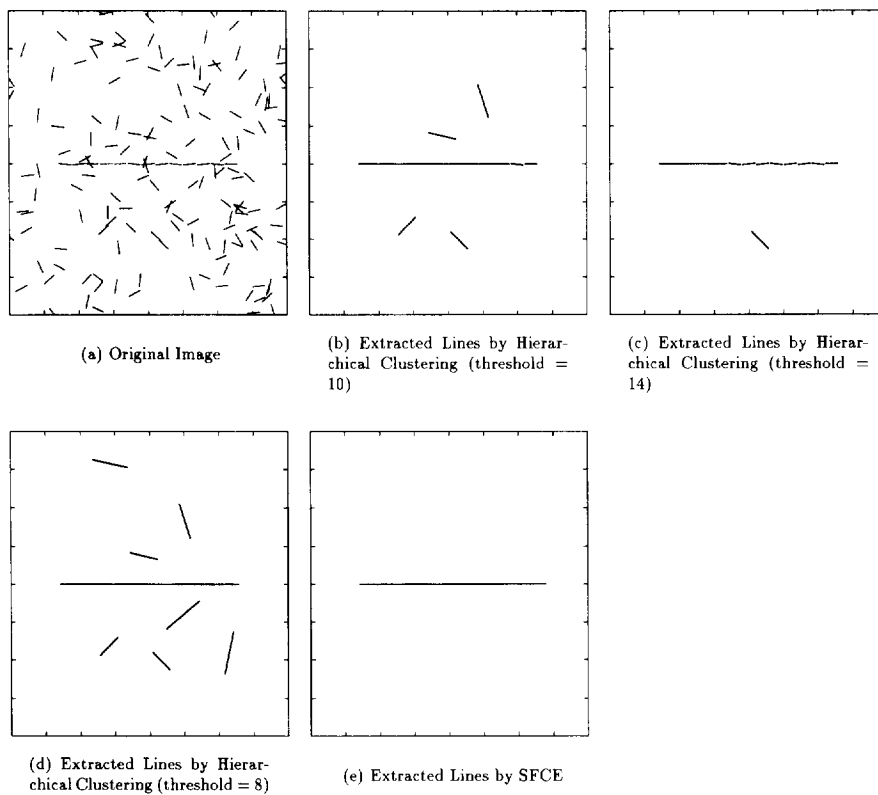 (a) Original Image
(b) Extracted Lines by Hierar-
chical Clustering (threshold =
10)
(c) Extracted Lines by Hierar-
chical Clustering (threshold =
14)
(d) Extracted Lines by Hierar-
chical Clustering (threshold = 8)
(e) Extracted Lines by SFCE